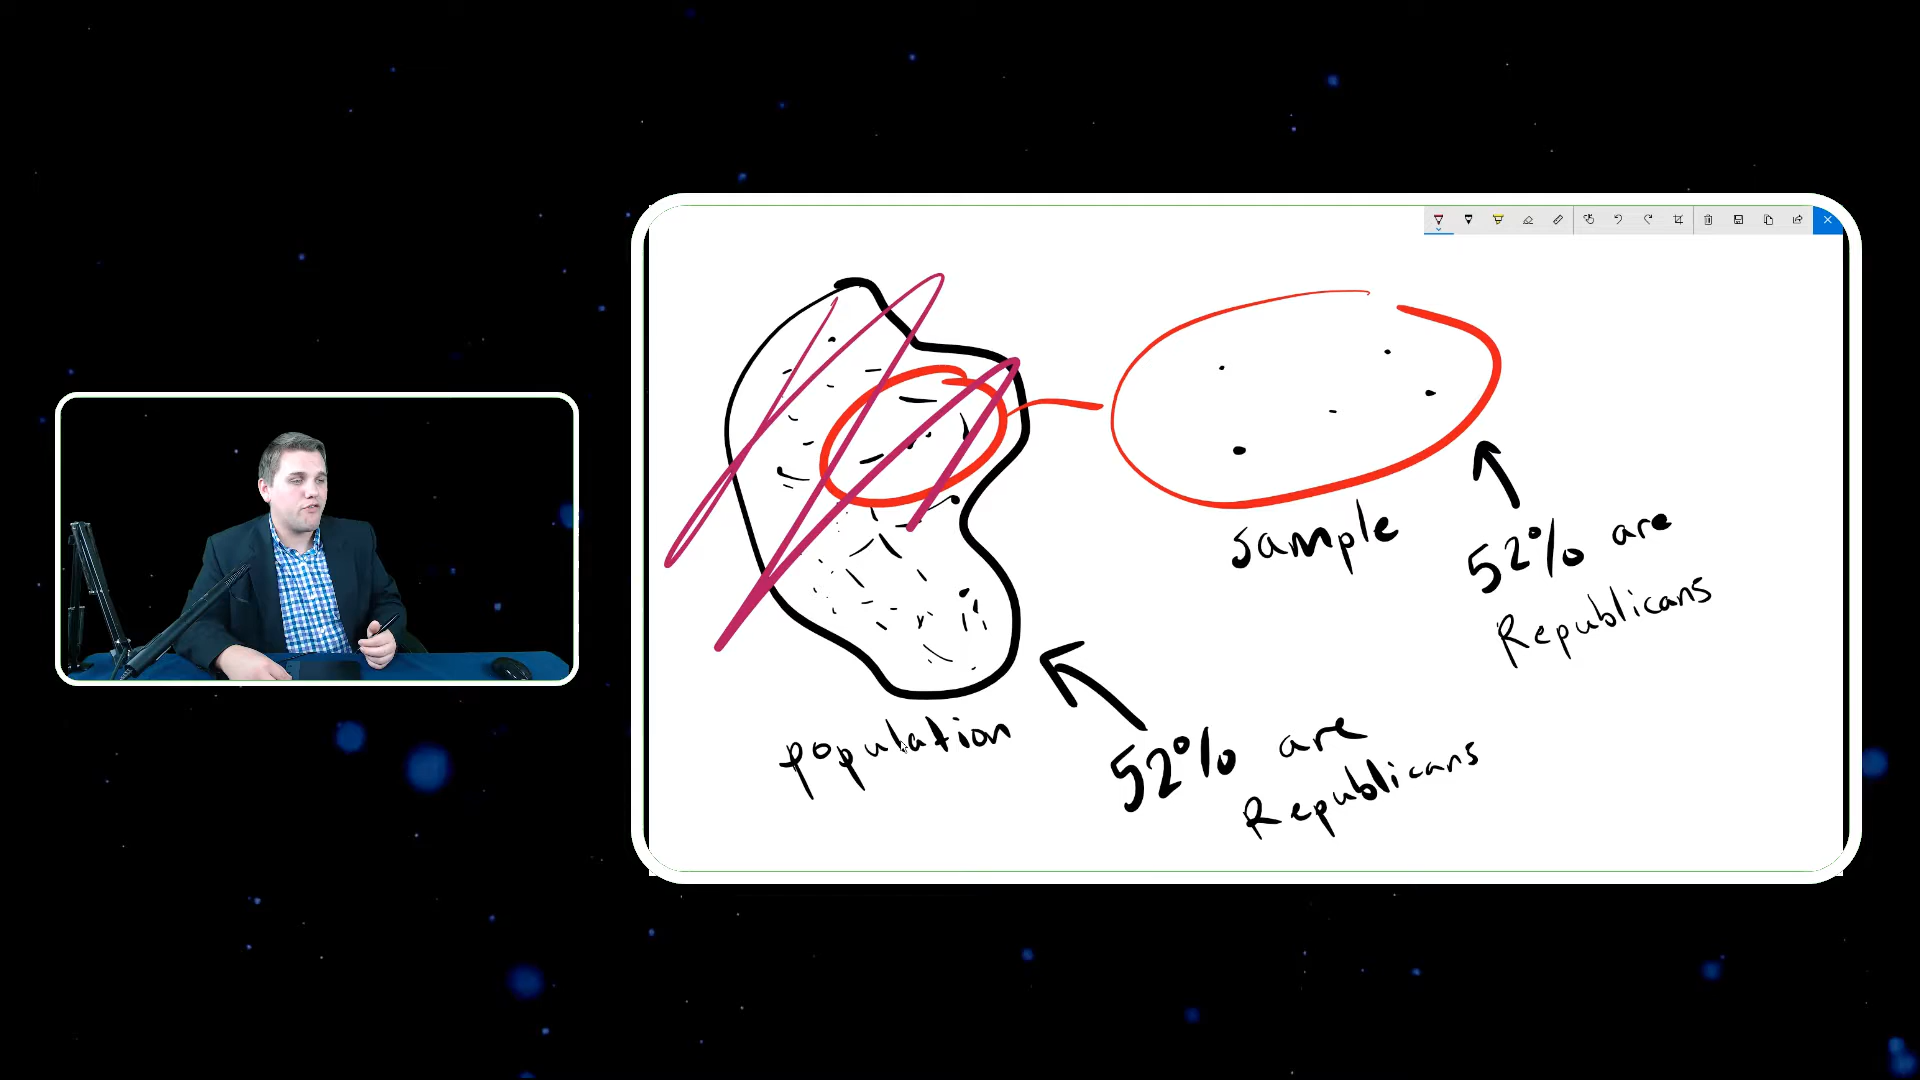 sample
52% are
Republicans
population
52% are
Republicans